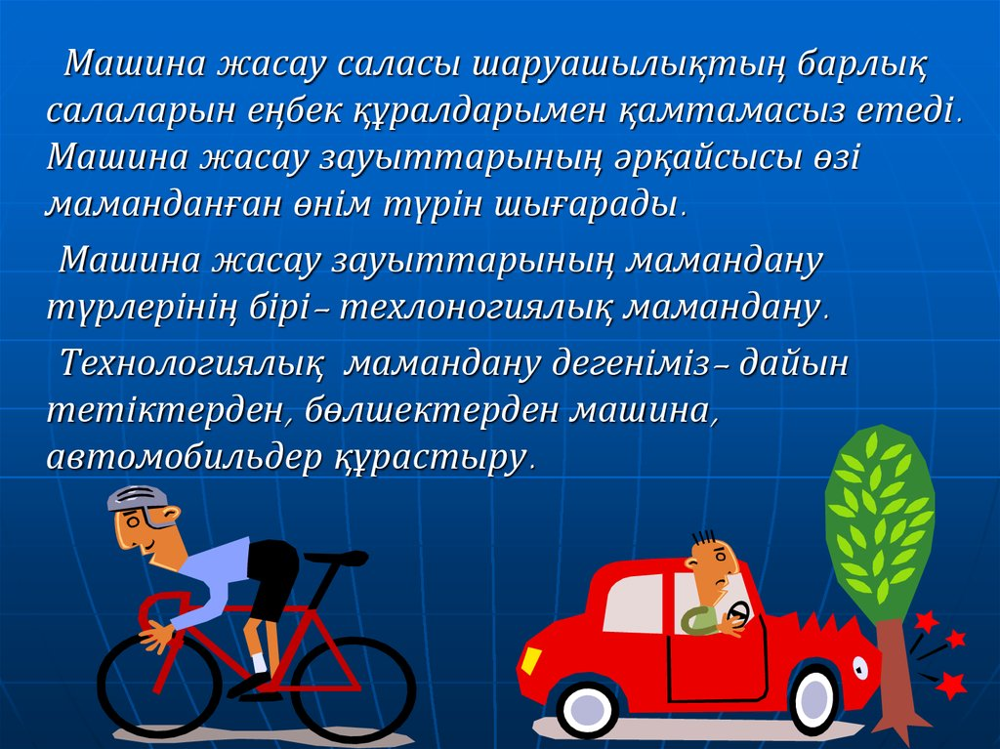 Машина жасау саласы шаруашылықтың барлық
салаларын еңбек құралдарымен қамтамасыз етеді.
Машина жасау зауыттарының әрқайсысы өзі
маманданған өнім түрін шығарады.
Машина жасау зауыттарының мамандану
түрлерінің бірі– техлоногиялық мамандану.
Технологиялық мамандану дегеніміз– дайын
тетіктерден, бөлшектерден машина,
автомобильдер құрастыру.